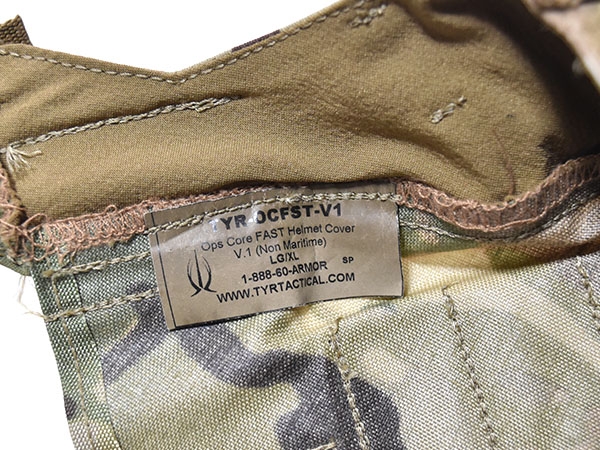 TYR-OCFST-V1
Ops Core FAST Helmet Cover
V.1 (Non Maritime)
LG/XL
1-888-60-ARMOR SP
WWW.TYRTACTICAL.COM